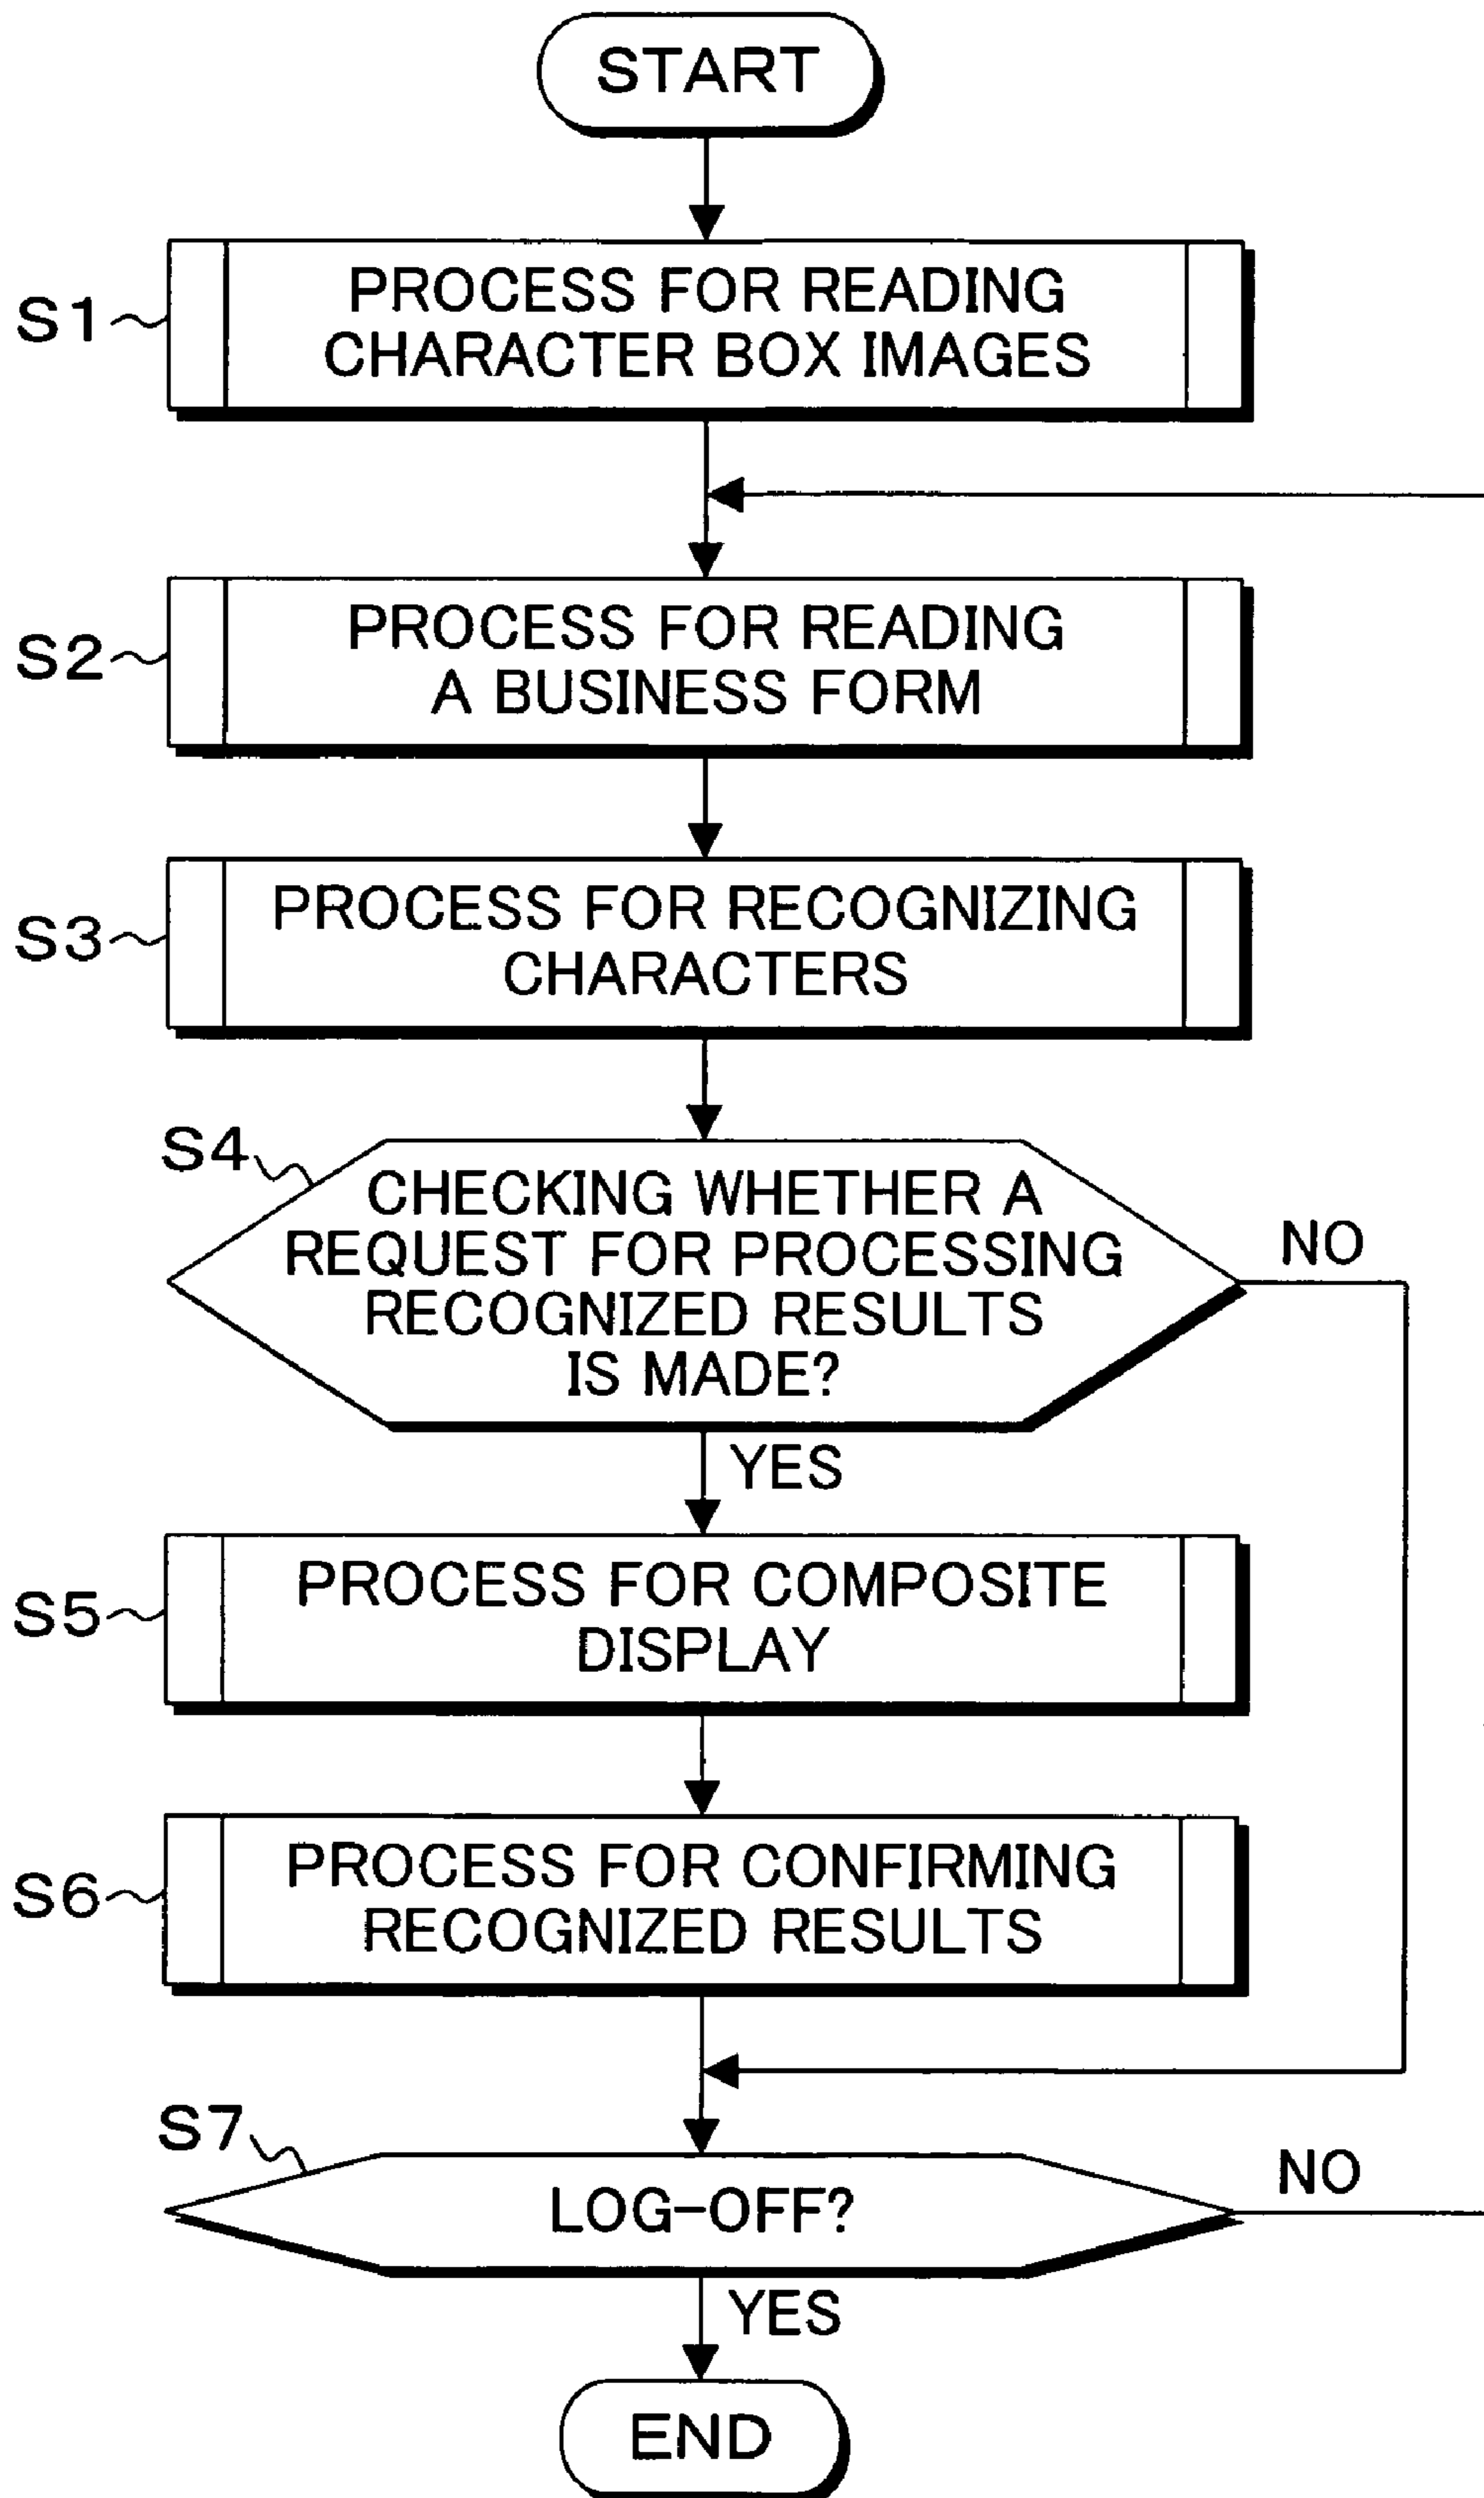 START
S1
PROCESS FOR READING
CHARACTER BOX IMAGES
S2
PROCESS FOR READING
A BUSINESS FORM
S3
PROCESS FOR RECOGNIZING
CHARACTERS
S4
CHECKING WHETHER A
REQUEST FOR PROCESSING
RECOGNIZED RESULTS
IS MADE?
NO
YES
S5
PROCESS FOR COMPOSITE
DISPLAY
S6
PROCESS FOR CONFIRMING
RECOGNIZED RESULTS
S7
LOG-OFF?
NO
YES
END